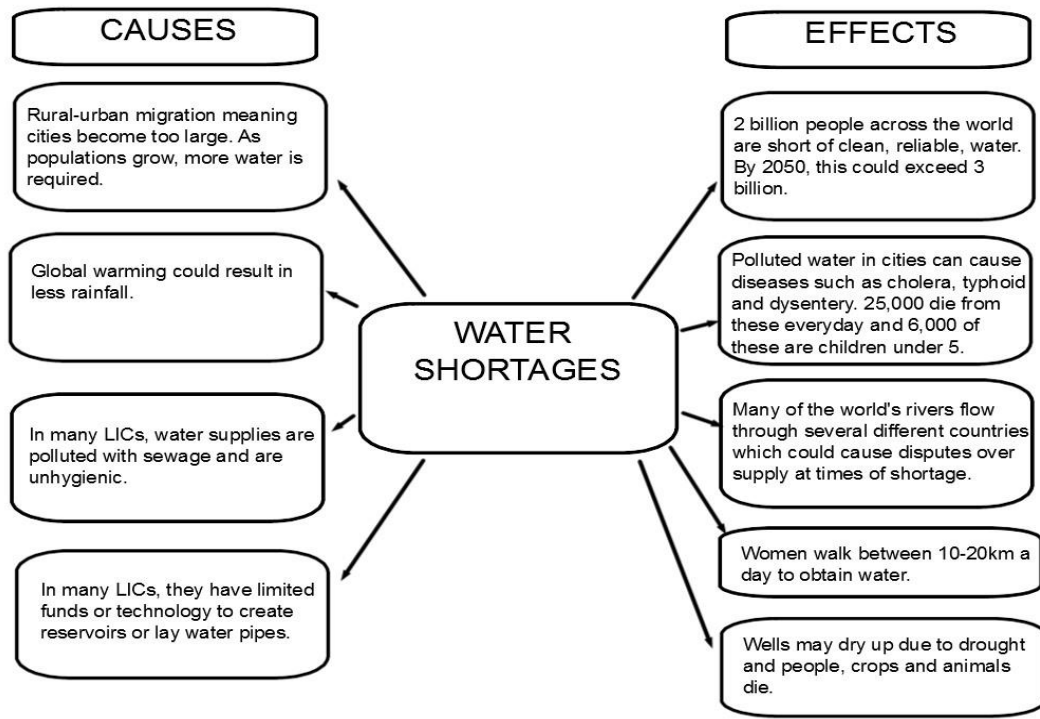 CAUSES
Rural-urban migration meaning
cities become too large. As
populations grow, more water is
required.
Global warming could result in
less rainfall.
In many LICs, water supplies are
polluted with sewage and are
unhygienic.
In many LICs, they have limited
funds or technology to create
reservoirs or lay water pipes.
WATER
SHORTAGES
EFFECTS
2 billion people across the world
are short of clean, reliable, water.
By 2050, this could exceed 3
billion.
Polluted water in cities can cause
diseases such as cholera, typhoid
and dysentery. 25,000 die from
these everyday and 6,000 of
these are children under 5.
Many of the world's rivers flow
through several different countries
which could cause disputes over
supply at times of shortage.
Women walk between 10-20km a
day to obtain water.
Wells may dry up due to drought
and people, crops and animals
die.